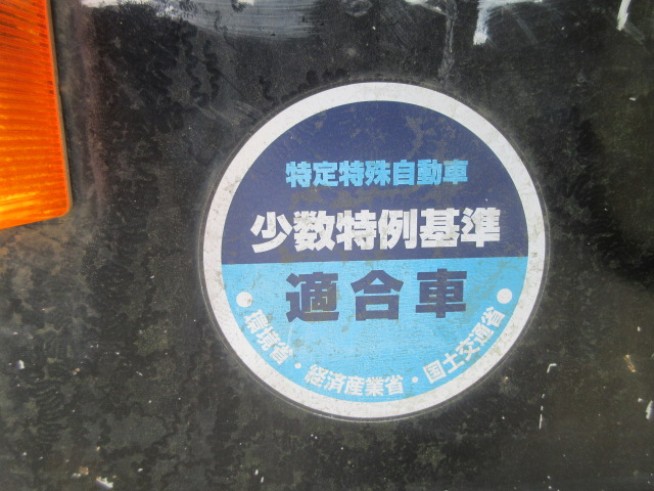 特定特殊自動車
少数特例基準
適合車
環境省・経済産業省・国土交通省